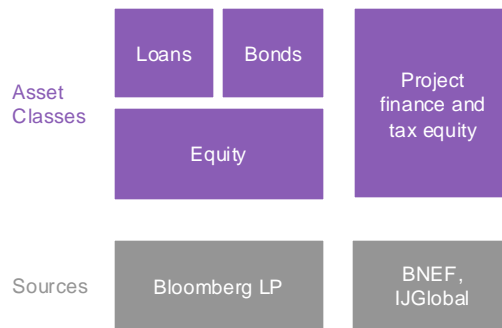 Asset
Classes
Loans
Bonds
Equity
Project
finance and
tax equity
Sources
Bloomberg LP
BNEF,
IJGlobal